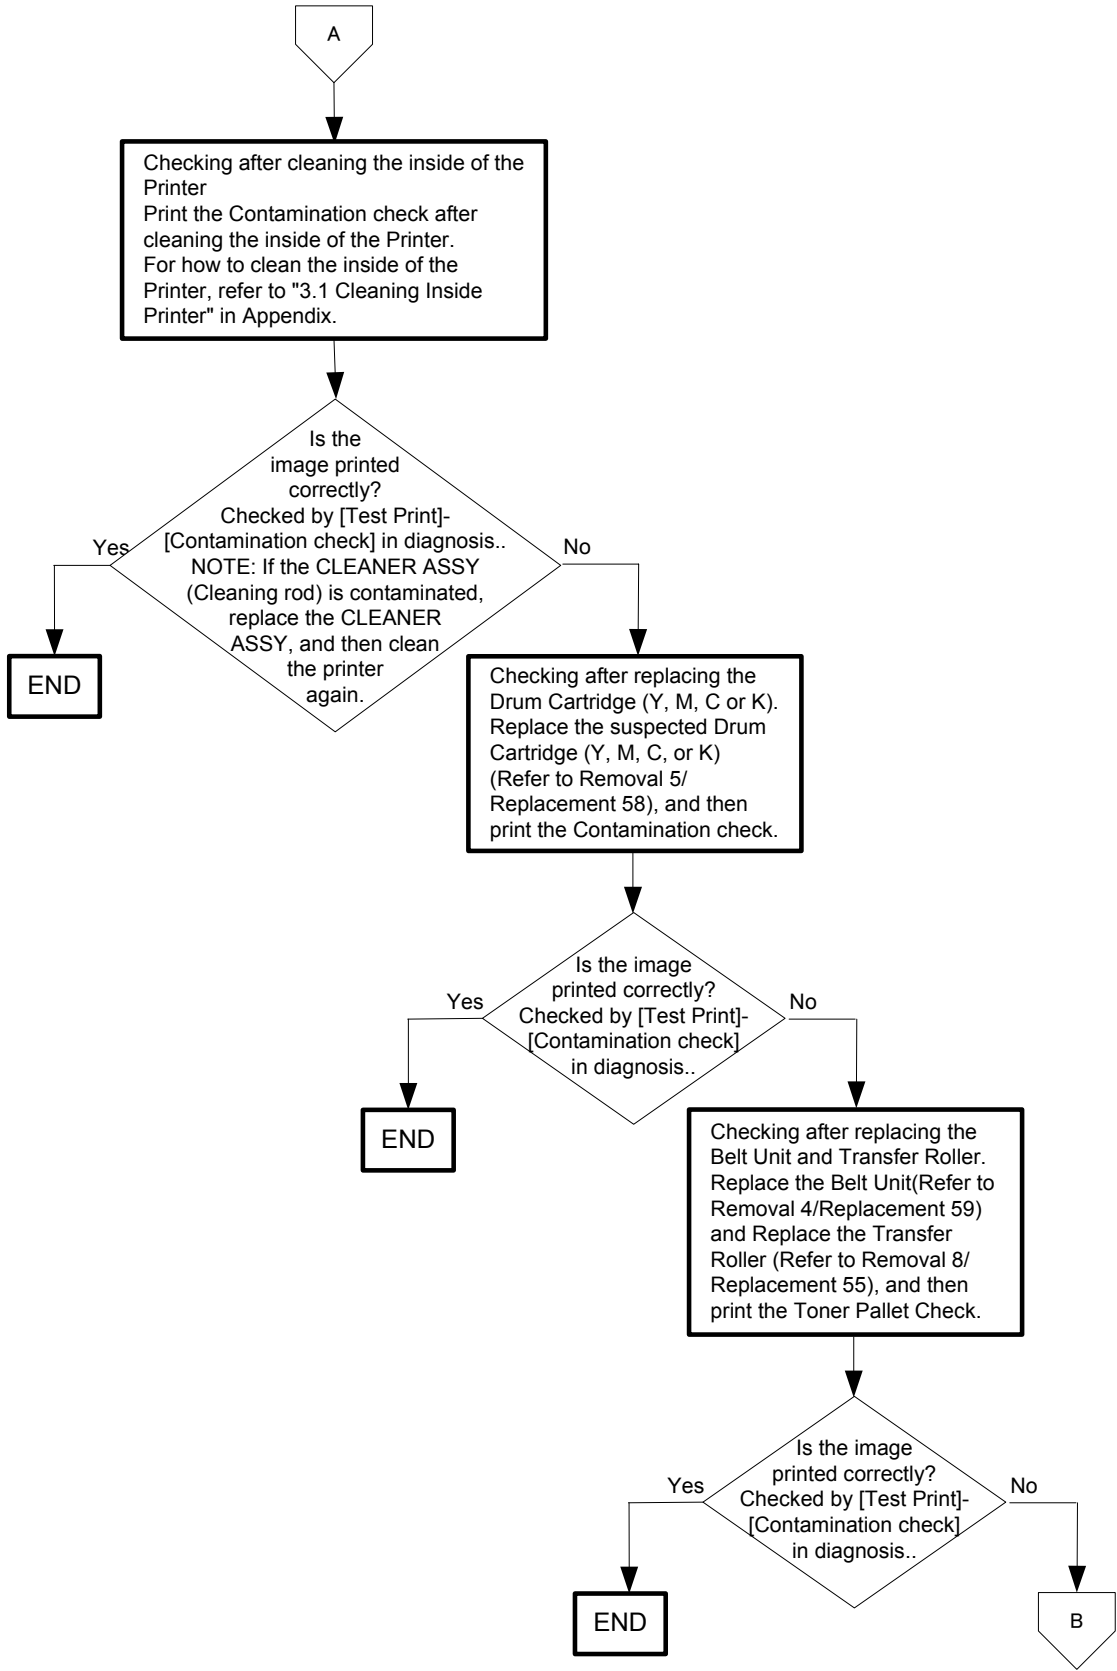 A
Checking after cleaning the inside of the
Printer
Print the Contamination check after
cleaning the inside of the Printer.
For how to clean the inside of the
Printer, refer to "3.1 Cleaning Inside
Printer" in Appendix.
Is the
image printed
correctly?
Checked by [Test Print]-
[Contamination check] in diagnosis..
NOTE: If the CLEANER ASSY
(Cleaning rod) is contaminated,
replace the CLEANER
ASSY, and then clean
the printer
again.
Yes
No
END
Checking after replacing the
Drum Cartridge (Y, M, C or K).
Replace the suspected Drum
Cartridge (Y, M, C, or K)
(Refer to Removal 5/
Replacement 58), and then
print the Contamination check.
Is the image
printed correctly?
Checked by [Test Print]-
[Contamination check]
in diagnosis..
Yes
No
END
Checking after replacing the
Belt Unit and Transfer Roller.
Replace the Belt Unit(Refer to
Removal 4/Replacement 59)
and Replace the Transfer
Roller (Refer to Removal 8/
Replacement 55), and then
print the Toner Pallet Check.
Is the image
printed correctly?
Checked by [Test Print]-
[Contamination check]
in diagnosis..
Yes
No
END
B